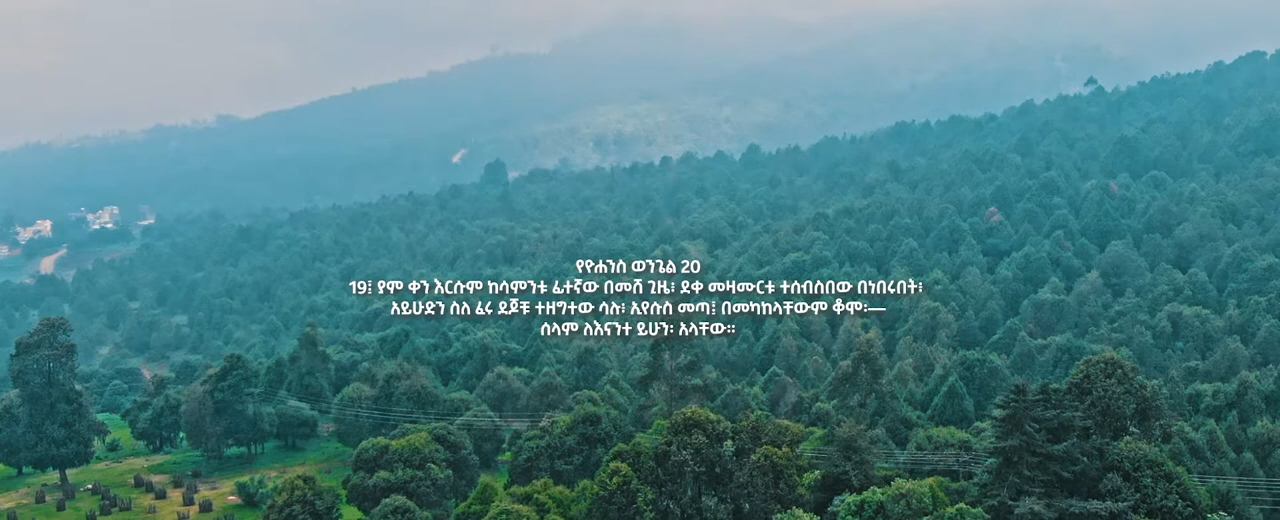 የዮሐንስ ወንጌል 20
19፤ ያም ቀን እርሱም ከሳምንቱ ፊተኛው በመሸ ጊዜ፥ ደቀ መዛሙርቱ ተሰብስበው በነበሩበት፥
አይሁድን ስለ ፈሩ ደጆቹ ተዘግተው ሳሉ፥ ኢየሱስ መጣ፤ በመካከላቸውም ቆሞ፡—
ሰላም ለእናንተ ይሁን፡ አላቸው።